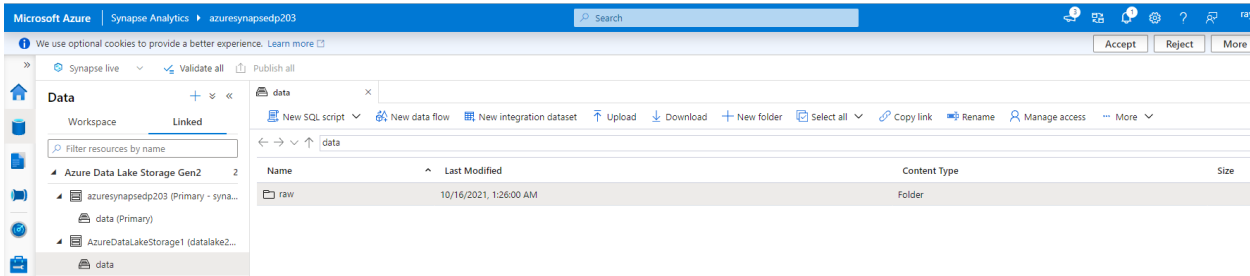 Microsoft Azure Synapse Analytics azuresynapsedp203 Search 3 1
We use optional cookies to provide a better experience. Learn more Accept Reject More
Synapse live Validate all Publish all
Data
Workspace Linked
Filter resources by name
Azure Data Lake Storage Gen2 2
azuresynapsedp203 (Primary - syna...
data (Primary)
AzureDataLakeStorage1 (datalake2...
data
data
New SQL script New data flow New integration dataset Upload Download New folder Select all Copy link Rename Manage access More
data
Name Last Modified Content Type Size
raw 10/16/2021, 1:26:00 AM Folder